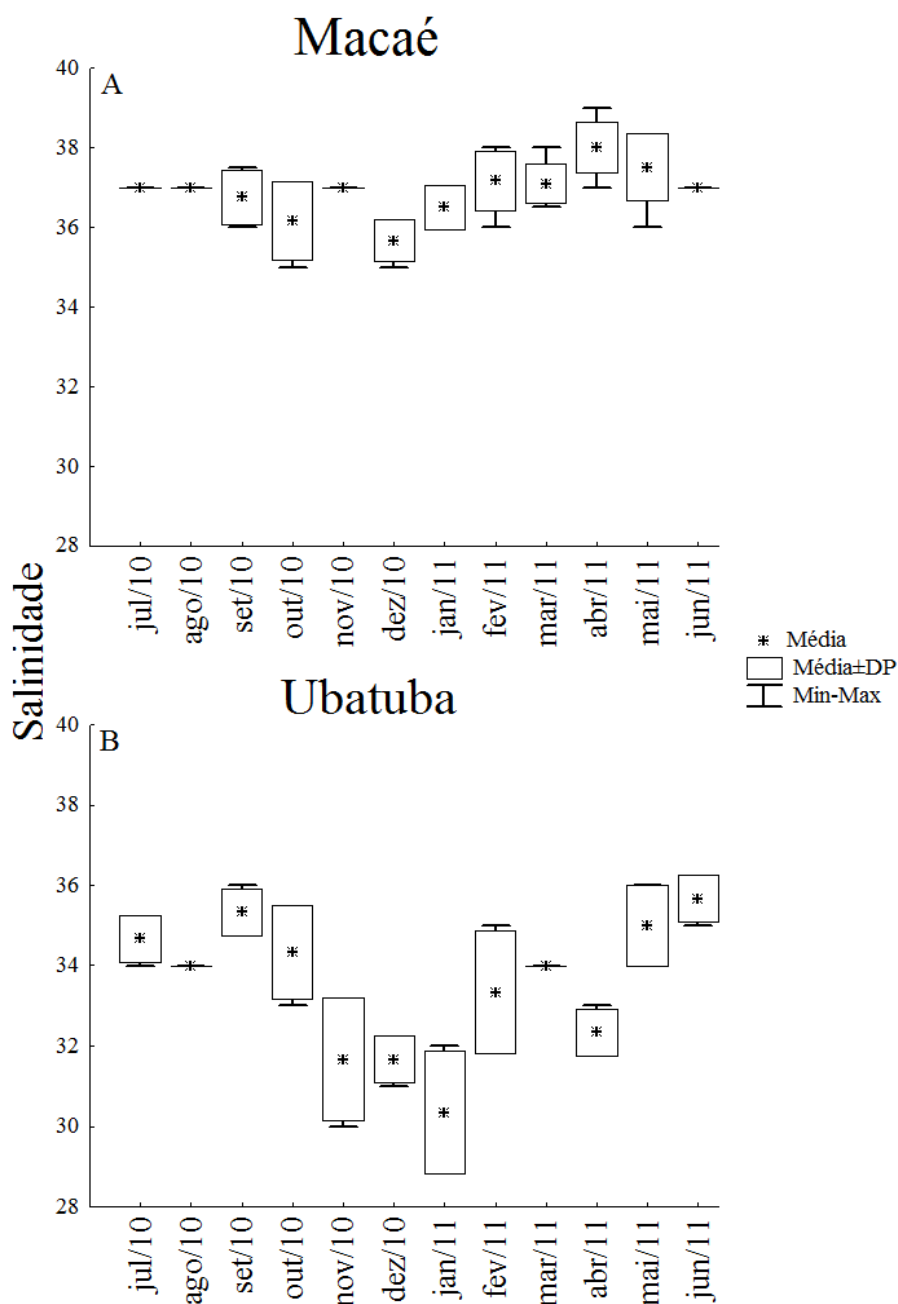 Macaé
A
40
38
36
34
32
30
28
jul/10
ago/10
set/10
out/10
nov/10
dez/10
jan/11
fev/11
mar/11
abr/11
mai/11
jun/11
Salinidade
Média
Média±DP
Min-Max
Ubatuba
B
40
38
36
34
32
30
28
jul/10
ago/10
set/10
out/10
nov/10
dez/10
jan/11
fev/11
mar/11
abr/11
mai/11
jun/11